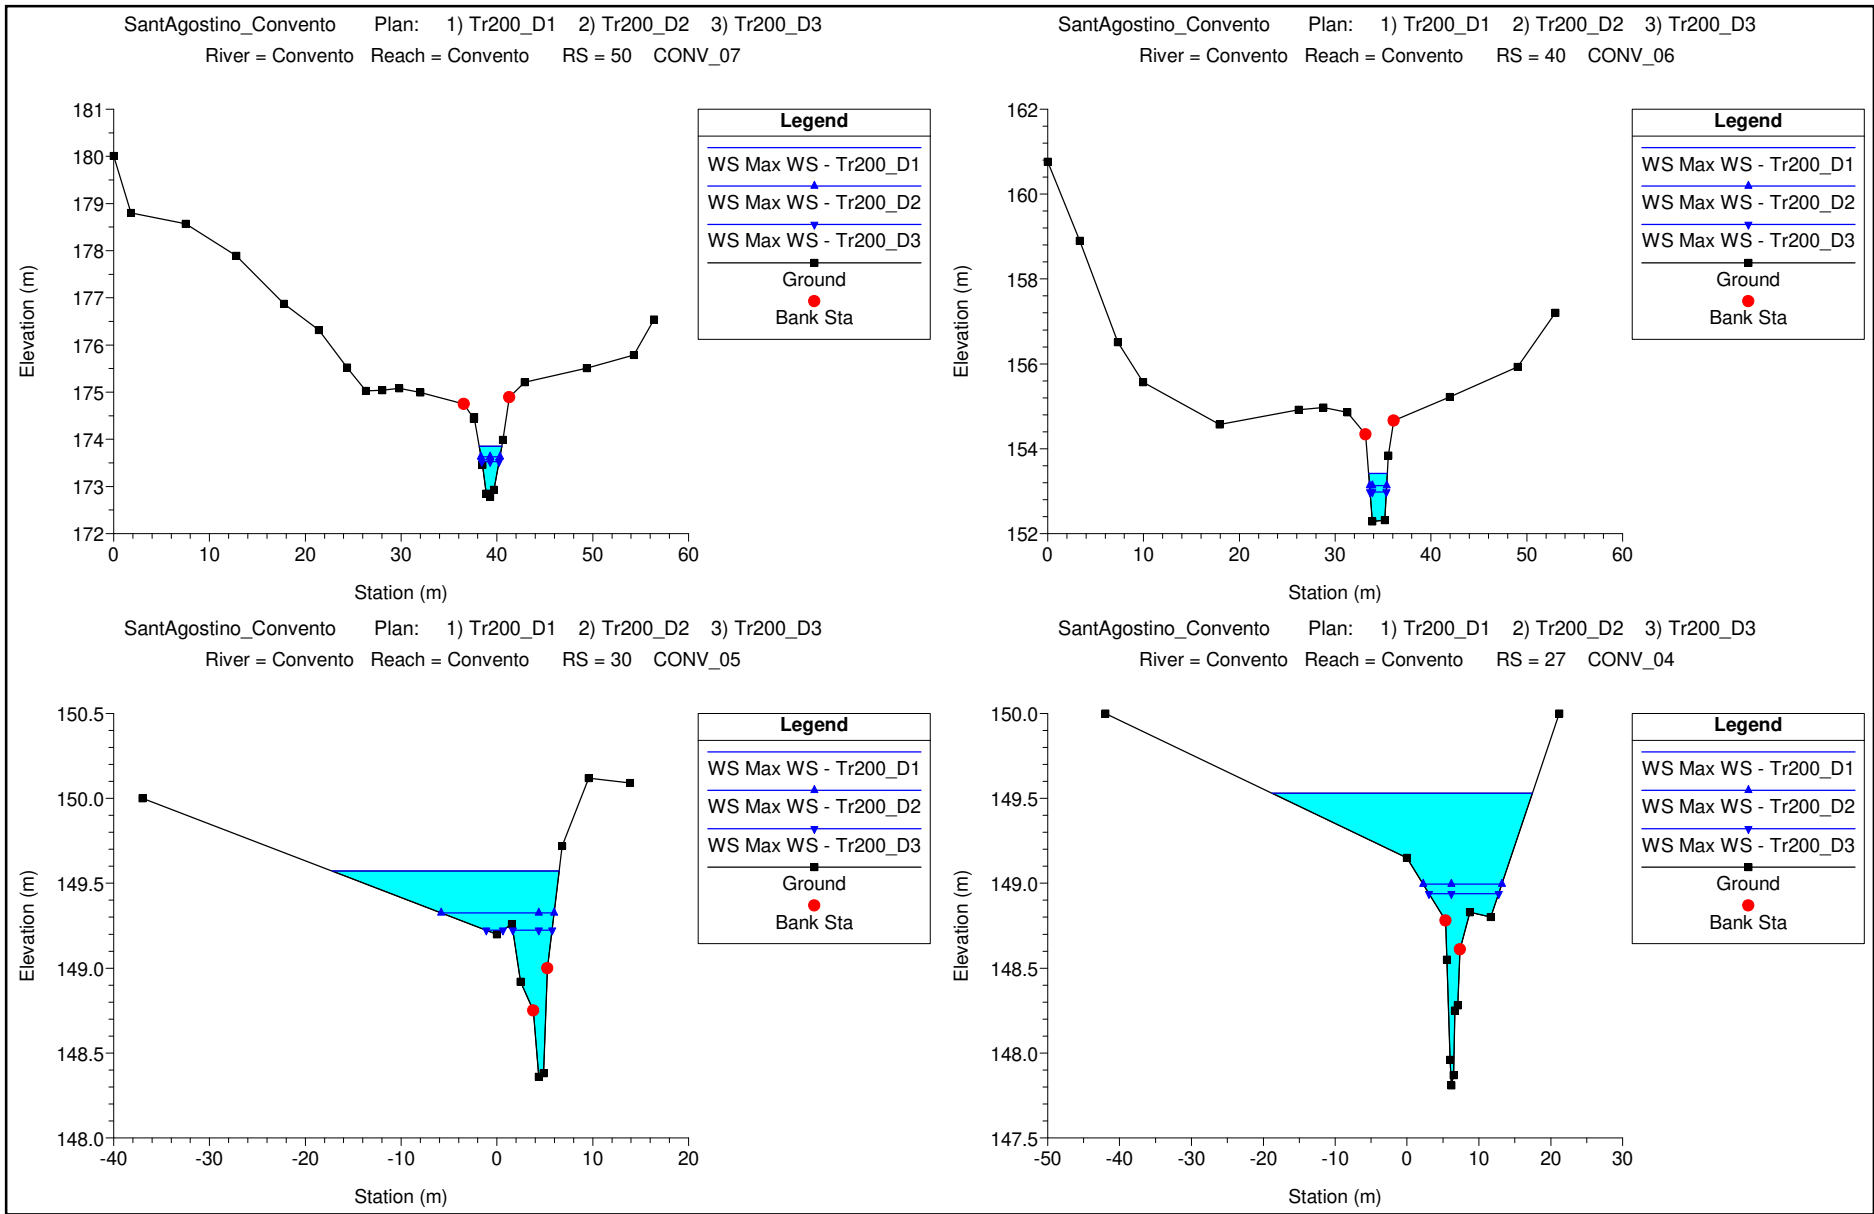 SantAgostino_Convento Plan: 1) Tr200_D1 2) Tr200_D2 3) Tr200_D3
River = Convento Reach = Convento RS = 50 CONV_07
181
180
179
178
177
176
175
174
173
172
0 10 20 30 40 50 60
Station (m)
Elevation (m)
Legend
WS Max WS - Tr200_D1
WS Max WS - Tr200_D2
WS Max WS - Tr200_D3
Ground
Bank Sta
SantAgostino_Convento Plan: 1) Tr200_D1 2) Tr200_D2 3) Tr200_D3
River = Convento Reach = Convento RS = 40 CONV_06
162
160
158
156
154
152
0 10 20 30 40 50 60
Station (m)
Elevation (m)
Legend
WS Max WS - Tr200_D1
WS Max WS - Tr200_D2
WS Max WS - Tr200_D3
Ground
Bank Sta
SantAgostino_Convento Plan: 1) Tr200_D1 2) Tr200_D2 3) Tr200_D3
River = Convento Reach = Convento RS = 30 CONV_05
150.5
150.0
149.5
149.0
148.5
148.0
-40 -30 -20 -10 0 10 20
Station (m)
Elevation (m)
Legend
WS Max WS - Tr200_D1
WS Max WS - Tr200_D2
WS Max WS - Tr200_D3
Ground
Bank Sta
SantAgostino_Convento Plan: 1) Tr200_D1 2) Tr200_D2 3) Tr200_D3
River = Convento Reach = Convento RS = 27 CONV_04
150.0
149.5
149.0
148.5
148.0
147.5
-50 -40 -30 -20 -10 0 10 20 30
Station (m)
Elevation (m)
Legend
WS Max WS - Tr200_D1
WS Max WS - Tr200_D2
WS Max WS - Tr200_D3
Ground
Bank Sta